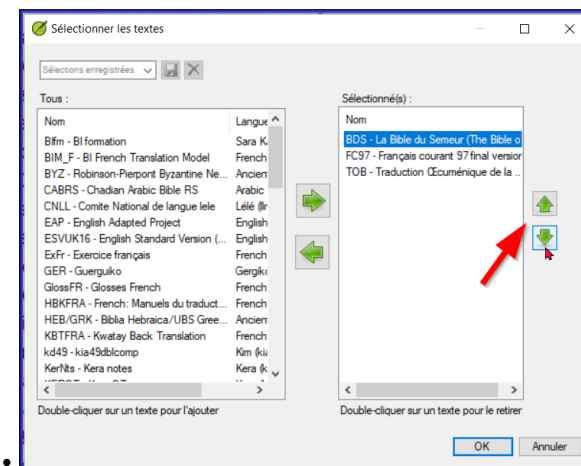 Sélectionner les textes
Sélections enregistrées
Tous :
Nom Langue
Blfm - BI formation Sara K
BIM_F - BI French Translation Model French
BYZ - Robinson-Pierpont Byzantine Ne... Ancien
CABRS - Chadian Arabic Bible RS Arabic
CNLL - Comite National de langue lele Lélé (Ir
EAP - English Adapted Project English
ESVUK16 - English Standard Version (... English
ExFr - Exercice français French
GER - Guerguiko Gergiko
GlossFR - Glosses French French
HBKFRA - French: Manuels du traduct... French
HEB/GRK - Biblia Hebraica/UBS Gree... Ancien
KBTFRA - Kwatay Back Translation French
kd49 - kia49dblcomp Kim (kia
KerNts - Kera notes Kera (k
Double-cliquer sur un texte pour l'ajouter
Sélectionné(s) :
Nom
BDS - La Bible du Semeur (The Bible o
FC97 - Français courant 97 final version
TOB - Traduction Œcuménique de la ...
Double-cliquer sur un texte pour le retirer
OK Annuler